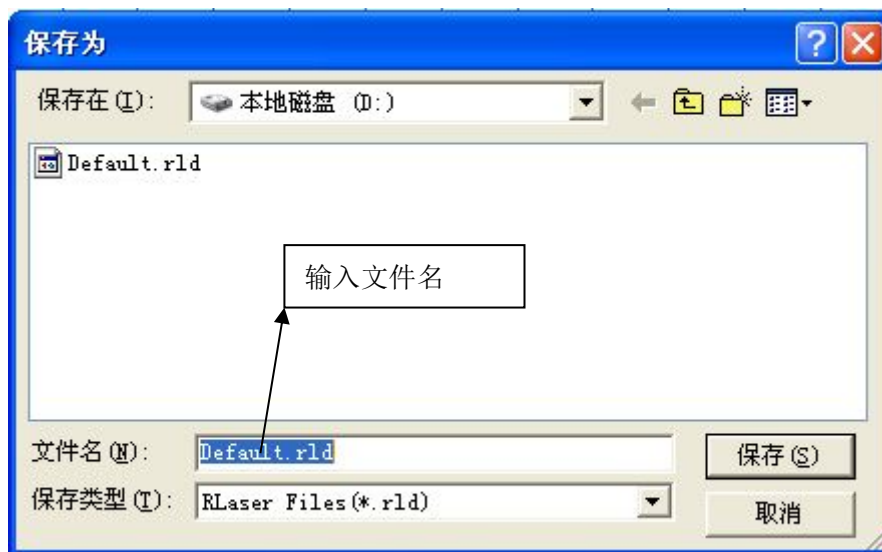 保存为
保存在(I): 本地磁盘 (D:)
Default.rld
输入文件名
文件名(N): Default.rld 保存(S)
保存类型(T): RLaser Files(*.rld) 取消